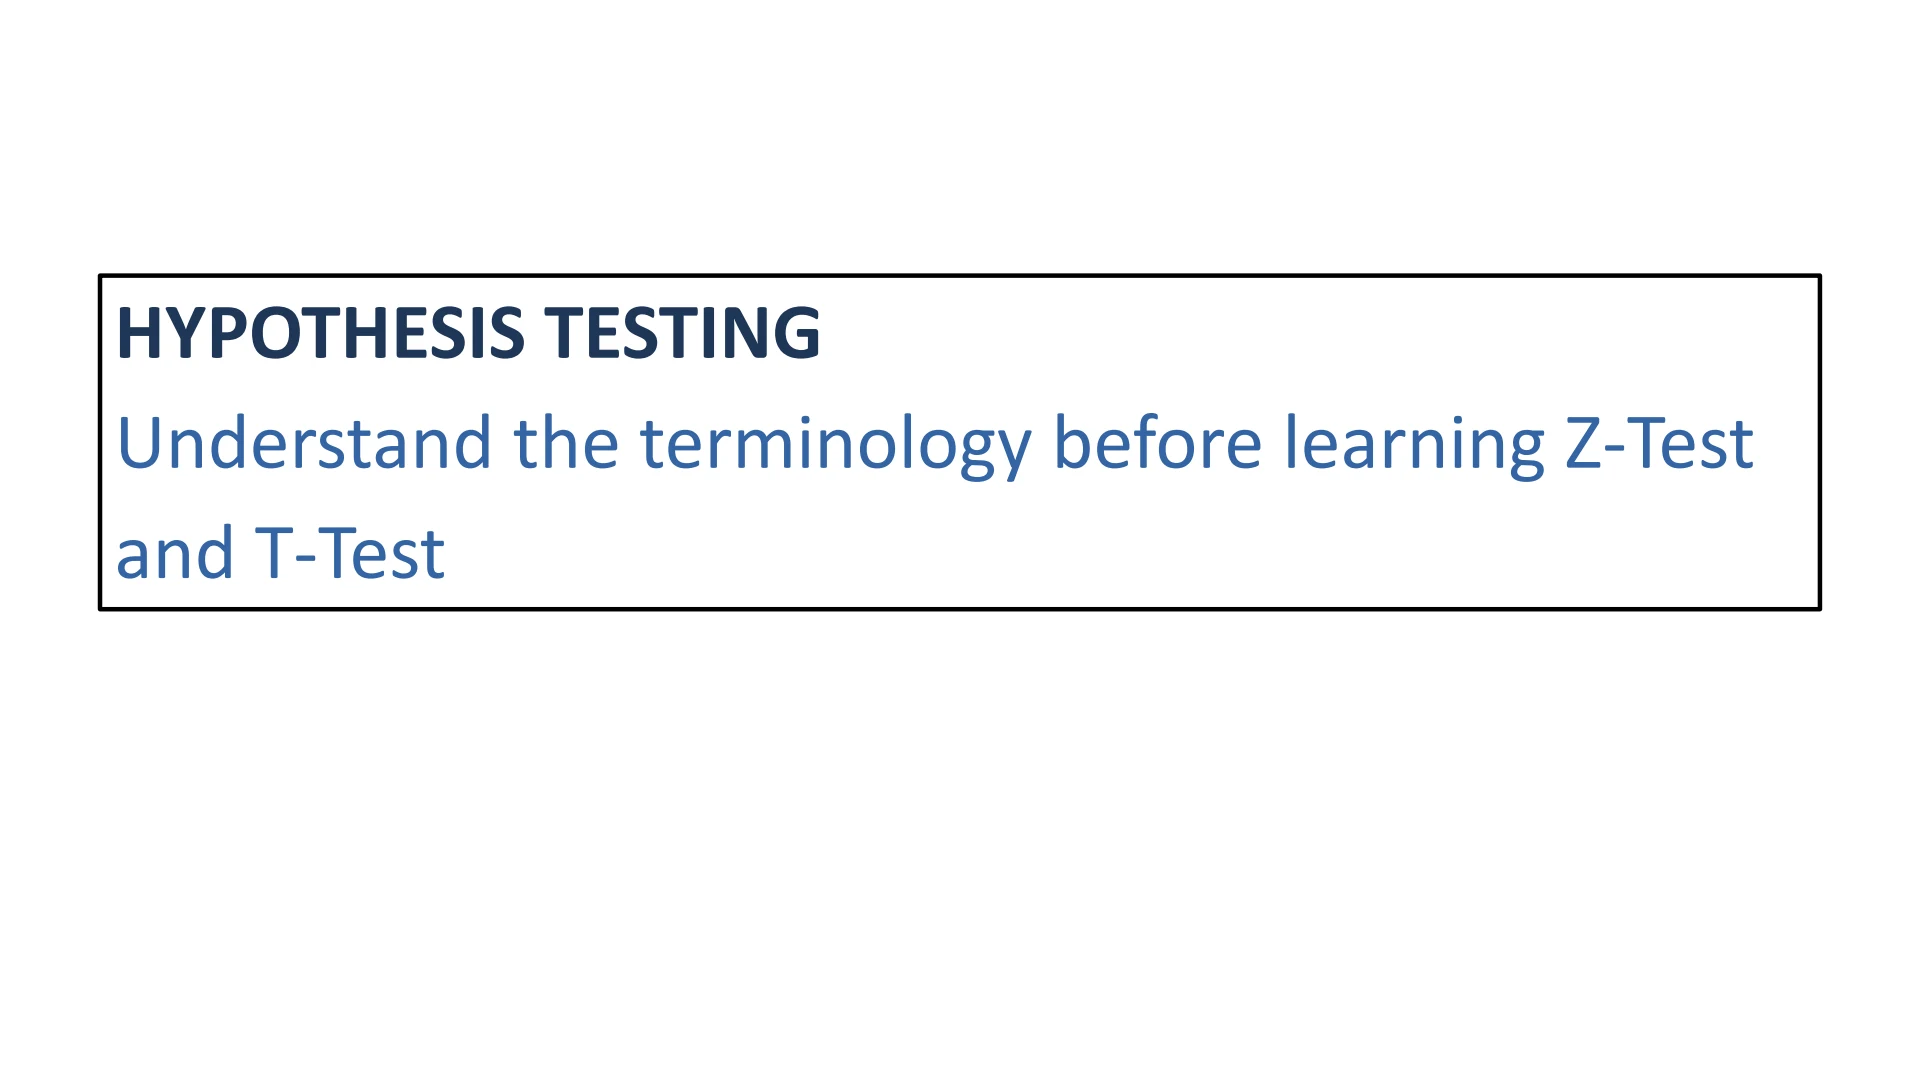 HYPOTHESIS TESTING
Understand the terminology before learning Z-Test
and T-Test